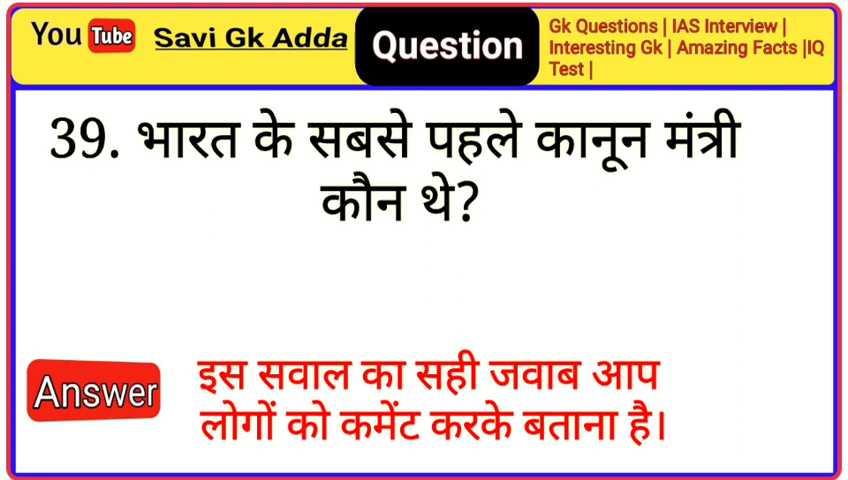 You Tube Savi Gk Adda Question
Gk Questions | IAS Interview |
Interesting Gk | Amazing Facts |IQ
Test |
39. भारत के सबसे पहले कानून मंत्री
कौन थे?
Answer
इस सवाल का सही जवाब आप
लोगों को कमेंट करके बताना है।